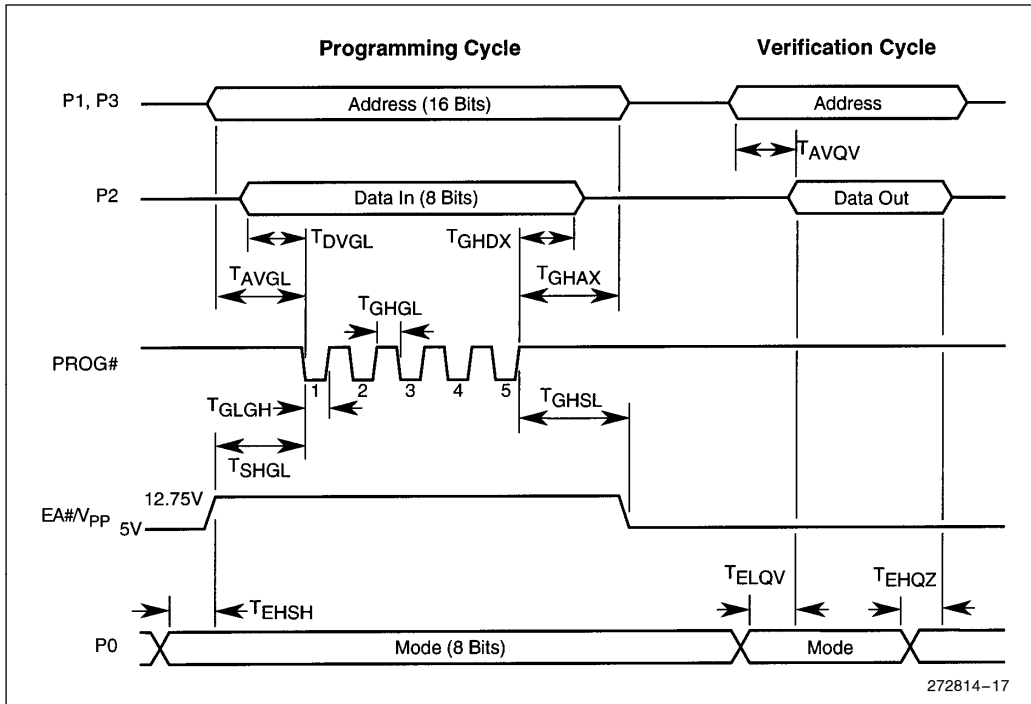 Programming Cycle Verification Cycle
P1, P3 Address (16 Bits) Address
TAVQV
P2 Data In (8 Bits) Data Out
TDVGL TGHDX
TAVGL TGHAX
TGHGL
PROG#
1 2 3 4 5
TGLGH TGHSL
TSHGL
12.75V
EA#/VPP 5V
TELQV TEHQZ
TEHSH
P0 Mode (8 Bits) Mode
272814–17